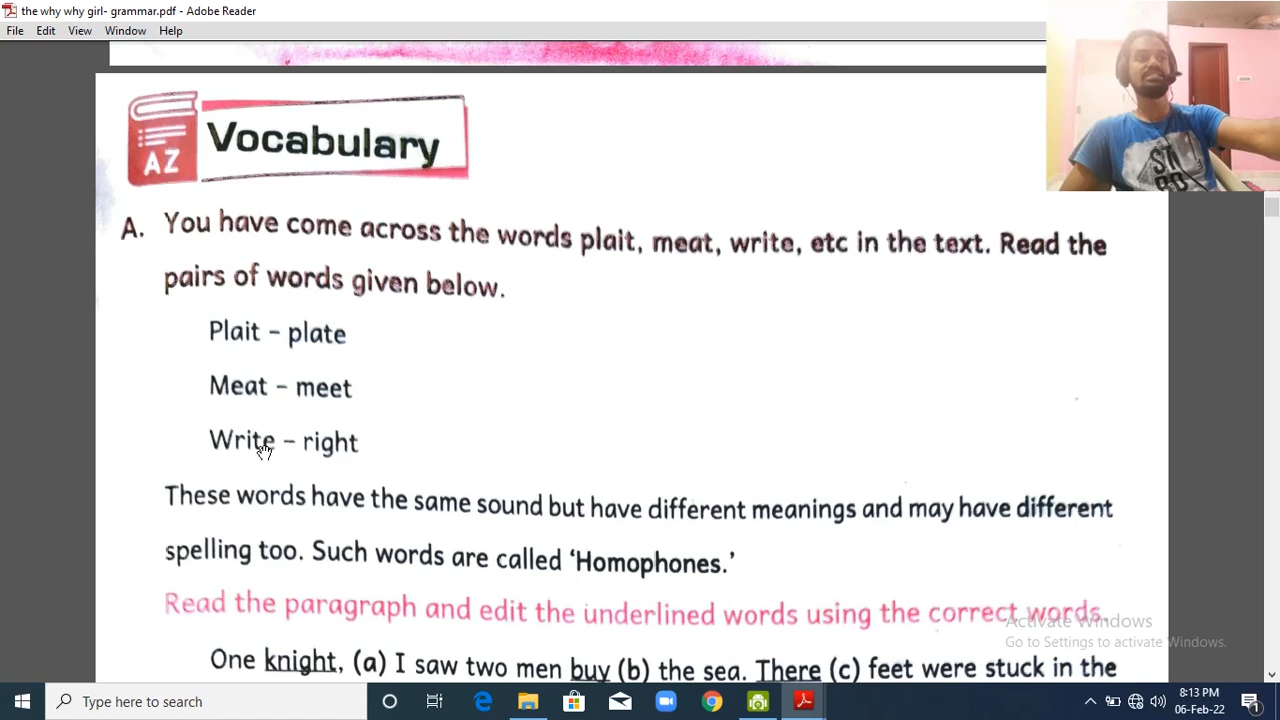 the why why girl- grammar.pdf - Adobe Reader
File Edit View Window Help
AZ
Vocabulary
A. You have come across the words plait, meat, write, etc in the text. Read the
pairs of words given below.
Plait – plate
Meat – meet
Write – right
These words have the same sound but have different meanings and may have different
spelling too. Such words are called ‘Homophones.’
Read the paragraph and edit the underlined words using the correct words.
Activate Windows
Go to Settings to activate Windows.
One knight, (a) I saw two men buy (b) the sea. There (c) feet were stuck in the
Type here to search
8:13 PM
06-Feb-22
1